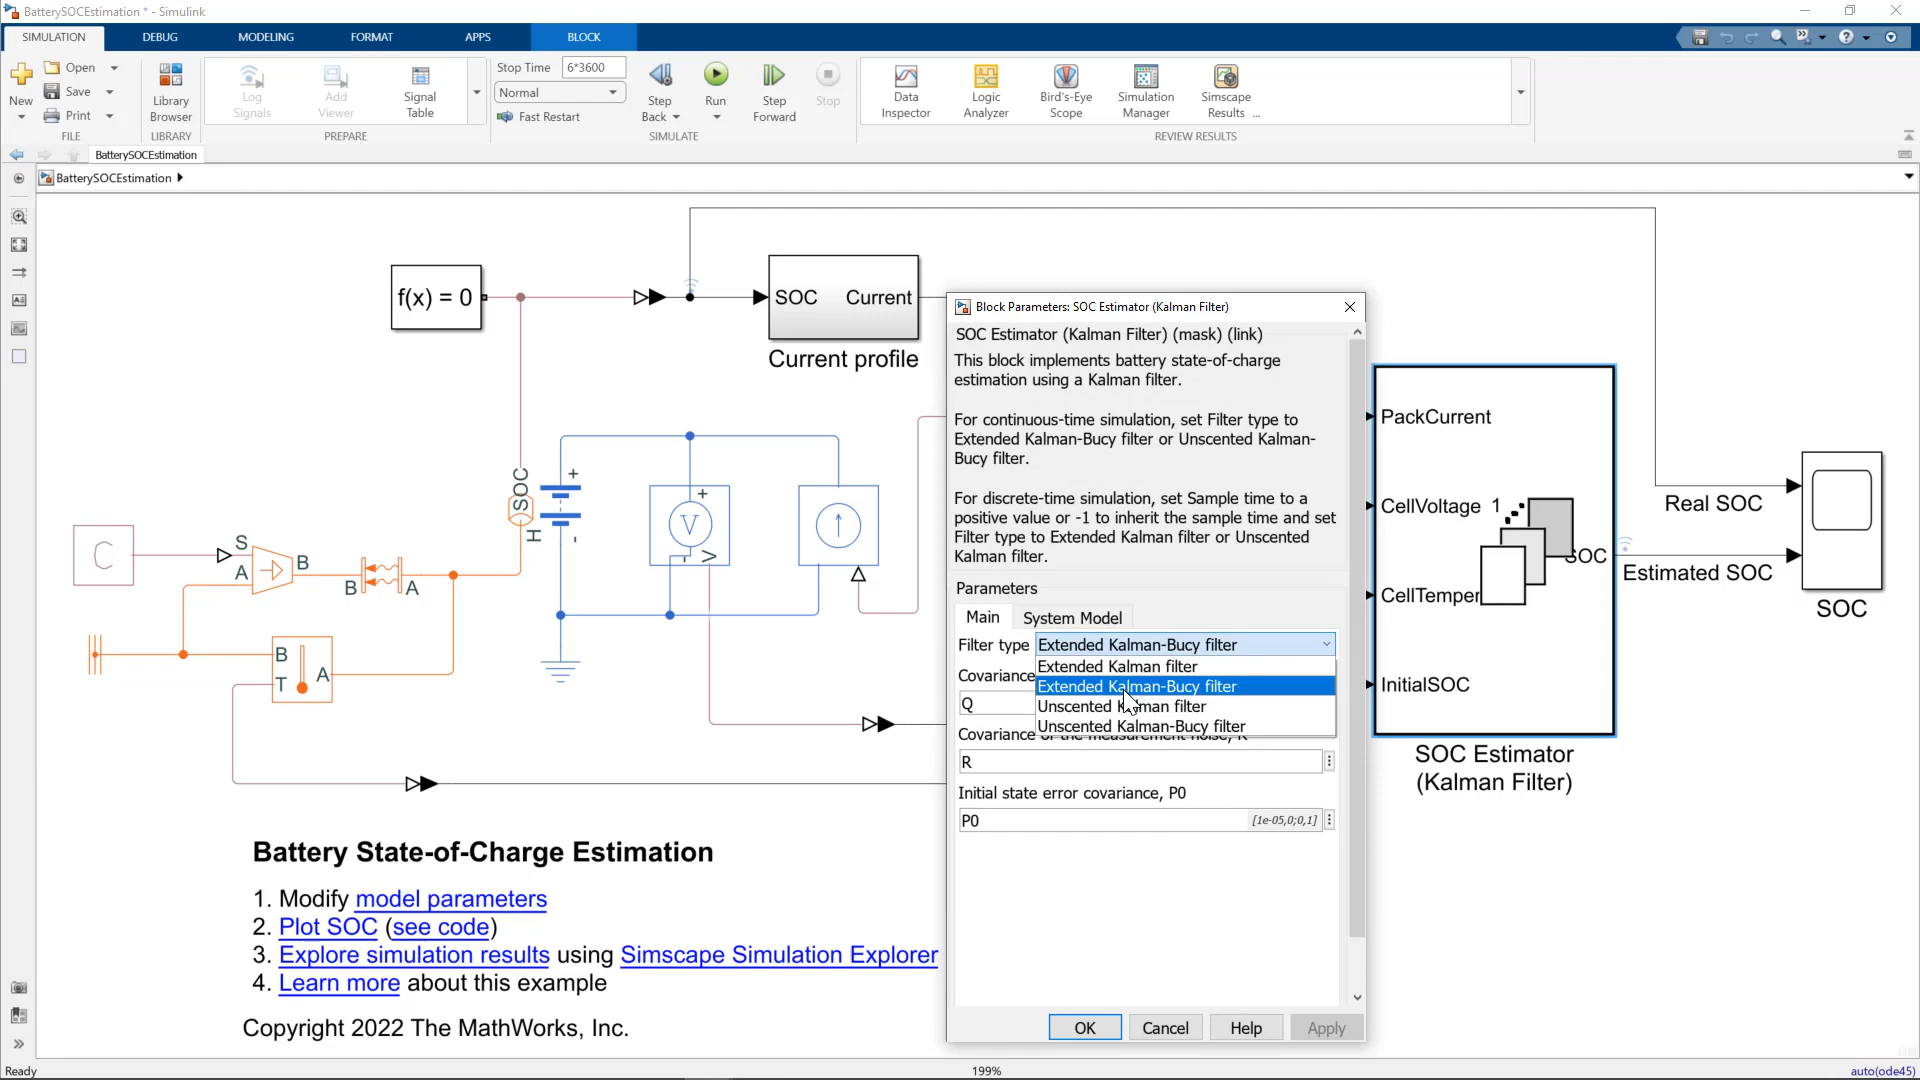 BatterySOCEstimation * - Simulink
SIMULATION DEBUG MODELING FORMAT APPS BLOCK
New
Open
Save
Print
FILE
Library
Browser
LIBRARY
Log
Signals
Add
Viewer
Signal
Table
PREPARE
Stop Time 6*3600
Normal
Fast Restart
Step
Back
Run
Step
Forward
Stop
SIMULATE
Data
Inspector
Logic
Analyzer
Bird's-Eye
Scope
Simulation
Manager
Simscape
Results ...
REVIEW RESULTS
BatterySOCEstimation
BatterySOCEstimation
f(x) = 0
SOC Current
Current profile
SOC
H
+
-
+
V
-
V
C
S
A
B
B
A
B
T
A
PackCurrent
CellVoltage 1
SOC
CellTemper
InitialSOC
SOC Estimator
(Kalman Filter)
Real SOC
Estimated SOC
SOC
Block Parameters: SOC Estimator (Kalman Filter)
SOC Estimator (Kalman Filter) (mask) (link)
This block implements battery state-of-charge
estimation using a Kalman filter.
For continuous-time simulation, set Filter type to
Extended Kalman-Bucy filter or Unscented Kalman-
Bucy filter.
For discrete-time simulation, set Sample time to a
positive value or -1 to inherit the sample time and set
Filter type to Extended Kalman filter or Unscented
Kalman filter.
Parameters
Main System Model
Filter type Extended Kalman-Bucy filter
Extended Kalman filter
Extended Kalman-Bucy filter
Unscented Kalman filter
Unscented Kalman-Bucy filter
Covariance
Q
Covariance of the measurement noise, R
R
Initial state error covariance, P0
P0 [1e-05,0;0,1]
OK Cancel Help Apply
Battery State-of-Charge Estimation
1. Modify model parameters
2. Plot SOC (see code)
3. Explore simulation results using Simscape Simulation Explorer
4. Learn more about this example
Copyright 2022 The MathWorks, Inc.
Ready 199% auto(ode45)